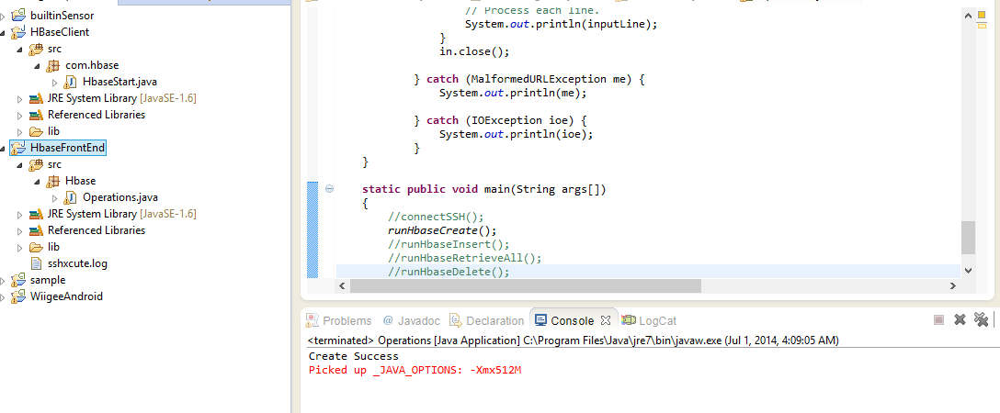 builtinSensor
HBaseClient
src
com.hbase
HbaseStart.java
JRE System Library [JavaSE-1.6]
Referenced Libraries
lib
HbaseFrontEnd
src
Hbase
Operations.java
JRE System Library [JavaSE-1.6]
Referenced Libraries
lib
sshxcute.log
sample
WiigeeAndroid
// Process each line.
System.out.println(inputLine);
}
in.close();
} catch (MalformedURLException me) {
System.out.println(me);
} catch (IOException ioe) {
System.out.println(ioe);
}
}
static public void main(String args[])
{
//connectSSH();
runHbaseCreate();
//runHbaseInsert();
//runHbaseRetrieveAll();
//runHbaseDelete();
Problems @ Javadoc Declaration Console LogCat
<terminated> Operations [Java Application] C:\Program Files\Java\jre7\bin\javaw.exe (Jul 1, 2014, 4:09:05 AM)
Create Success
Picked up _JAVA_OPTIONS: -Xmx512M